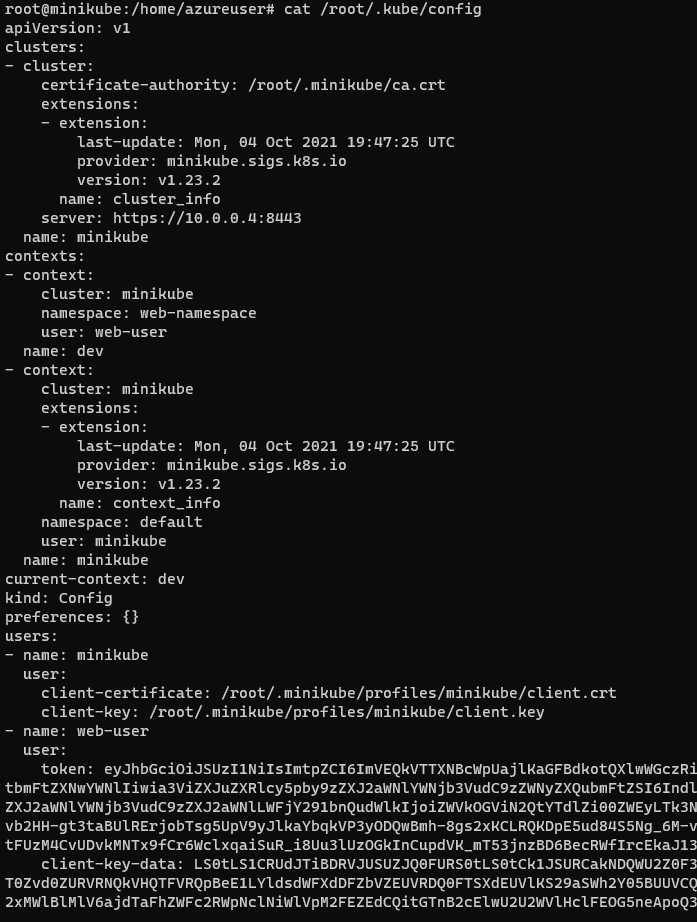 root@minikube:/home/azureuser# cat /root/.kube/config
apiVersion: v1
clusters:
- cluster:
    certificate-authority: /root/.minikube/ca.crt
    extensions:
    - extension:
        last-update: Mon, 04 Oct 2021 19:47:25 UTC
        provider: minikube.sigs.k8s.io
        version: v1.23.2
      name: cluster_info
    server: https://10.0.0.4:8443
  name: minikube
contexts:
- context:
    cluster: minikube
    namespace: web-namespace
    user: web-user
  name: dev
- context:
    cluster: minikube
    extensions:
    - extension:
        last-update: Mon, 04 Oct 2021 19:47:25 UTC
        provider: minikube.sigs.k8s.io
        version: v1.23.2
      name: context_info
    namespace: default
    user: minikube
  name: minikube
current-context: dev
kind: Config
preferences: {}
users:
- name: minikube
  user:
    client-certificate: /root/.minikube/profiles/minikube/client.crt
    client-key: /root/.minikube/profiles/minikube/client.key
- name: web-user
  user:
    token: eyJhbGciOiJSUzI1NiIsImtpZCI6ImVEQkVTTXNBcWpUajlKaGFBdkotQXlwWGczRi
tbmFtZXNwYWNlIiwia3ViZXJuZXRlcy5pby9zZXJ2aWNlYWNjb3VudC9zZWNyZXQubmFtZSI6Indl
ZXJ2aWNlYWNjb3VudC9zZXJ2aWNlLWFjY291bnQudWlkIjoiZWVkOGViN2QtYTdlZi00ZWEyLTk3N
vb2HH-gt3taBUlRErjobTsg5UpV9yJlkaYbqkVP3yODQwBmh-8gs2xKCLRQKDpE5ud84S5Ng_6M-v
tFUzM4CvUDvkMNTx9fCr6WclxqaiSuR_i8Uu3lUzOGkInCupdVK_mT53jnzBD6BecRWfIrcEkaJ13
    client-key-data: LS0tLS1CRUdJTiBDRVJUSUZJQ0FURS0tLS0tCk1JSURCakNDQWU2Z0F3
T0Zvd0ZURVRNQkVHQTFVRQpBeE1LYldsdWFXdDFZbVZEUVRDQ0FTSXdEUVlKS29aSWh2Y05BUUVCQ
2xMWlBlMlV6ajdTaFhZWFc2RWpNclNiWlVpM2FEZEdCQitGTnB2cElwU2U2WVlHclFEOG5neApoQ3